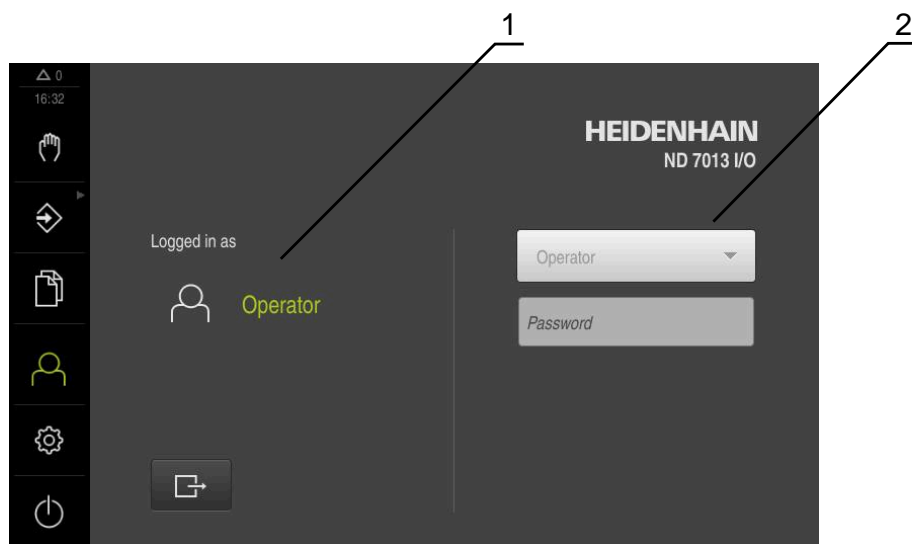 1
2
△ 0
16:32
HEIDENHAIN
ND 7013 I/O
Logged in as
Operator
Operator
Password